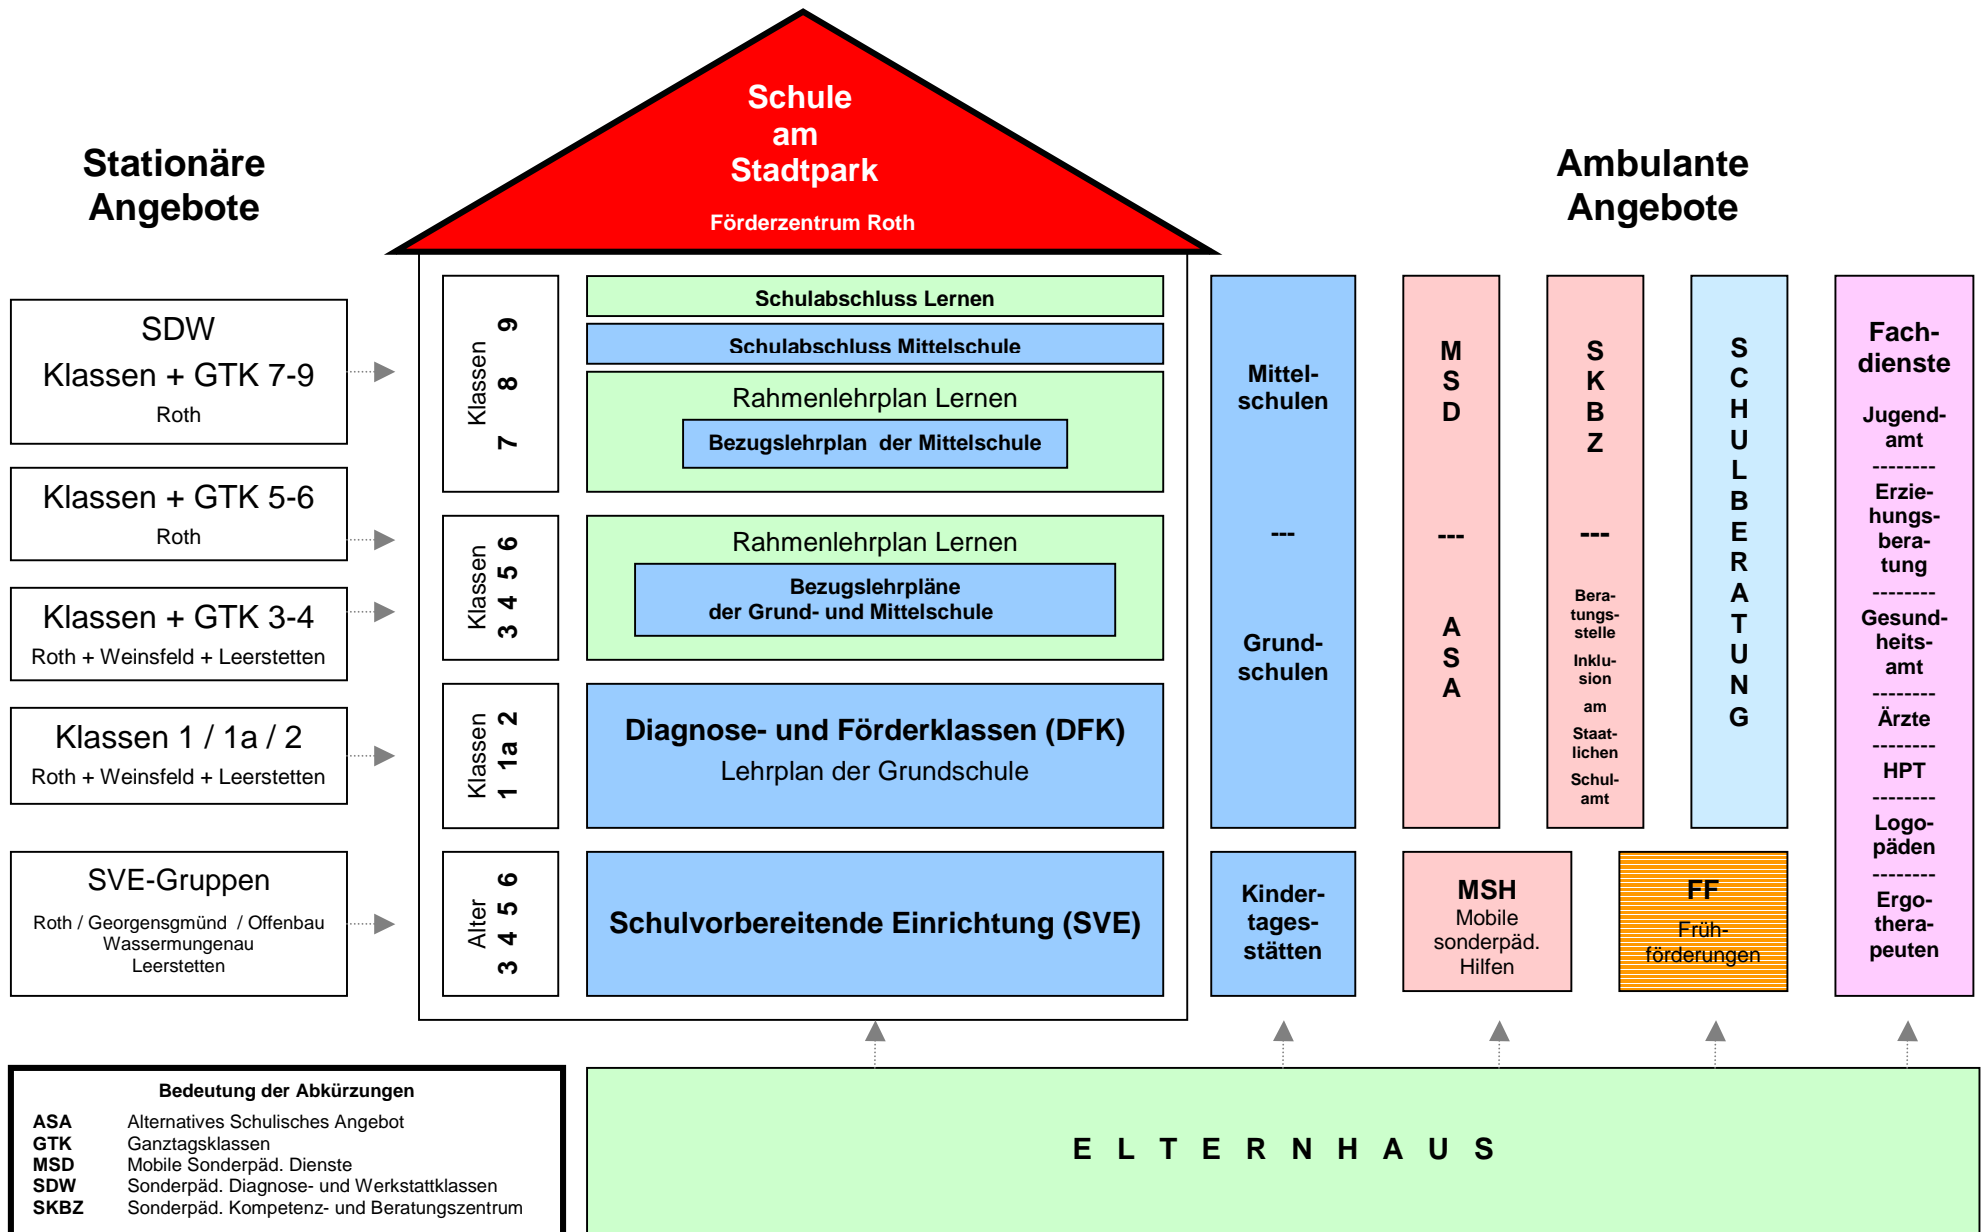 Schule
am
Stadtpark
Förderzentrum Roth
Stationäre
Angebote
Ambulante
Angebote
SDW
Klassen + GTK 7-9
Roth
Klassen + GTK 5-6
Roth
Klassen + GTK 3-4
Roth + Weinsfeld + Leerstetten
Klassen 1 / 1a / 2
Roth + Weinsfeld + Leerstetten
SVE-Gruppen
Roth / Georgensgmünd / Offenbau
Wassermungenau
Leerstetten
Klassen
7 8 9
Klassen
3 4 5 6
Klassen
1 1a 2
Alter
3 4 5 6
Schulabschluss Lernen
Schulabschluss Mittelschule
Rahmenlehrplan Lernen
Bezugslehrplan der Mittelschule
Rahmenlehrplan Lernen
Bezugslehrpläne
der Grund- und Mittelschule
Diagnose- und Förderklassen (DFK)
Lehrplan der Grundschule
Schulvorbereitende Einrichtung (SVE)
Mittel-
schulen
---
Grund-
schulen
Kinder-
tages-
stätten
M
S
D
---
A
S
A
S
K
B
Z
---
Bera-
tungs-
stelle
Inklu-
sion
am
Staat-
lichen
Schul-
amt
S
C
H
U
L
B
E
R
A
T
U
N
G
MSH
Mobile
sonderpäd.
Hilfen
FF
Früh-
förderungen
Fach-
dienste
Jugend-
amt
--------
Erzie-
hungs-
bera-
tung
--------
Gesund-
heits-
amt
--------
Ärzte
--------
HPT
--------
Logo-
päden
--------
Ergo-
thera-
peuten
Bedeutung der Abkürzungen
ASA Alternatives Schulisches Angebot
GTK Ganztagsklassen
MSD Mobile Sonderpäd. Dienste
SDW Sonderpäd. Diagnose- und Werkstattklassen
SKBZ Sonderpäd. Kompetenz- und Beratungszentrum
E L T E R N H A U S